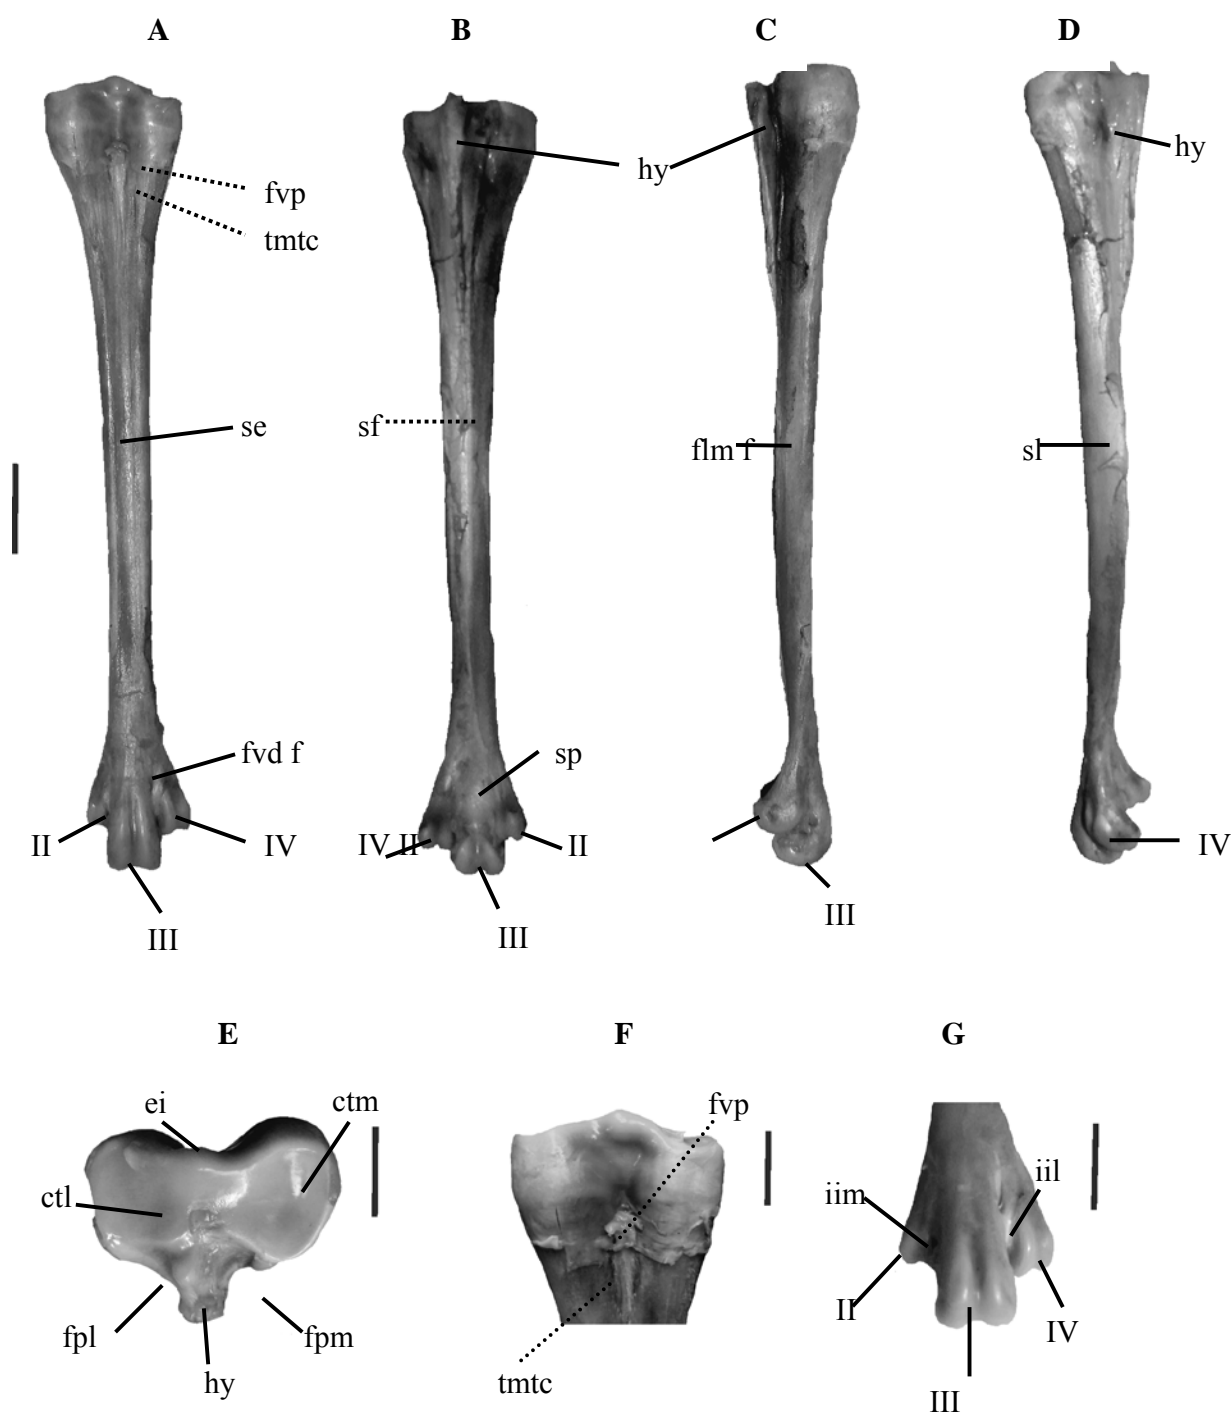 A B C D
hy
hy
fvp
tmtc
se
sf
flm f
sl
fvd f
sp
II
IV
IV II
II
IV
III
III
III
E F G
ei
ctm
fvp
ctl
iim
iil
fpl
fpm
hy
tmtc
II
IV
III